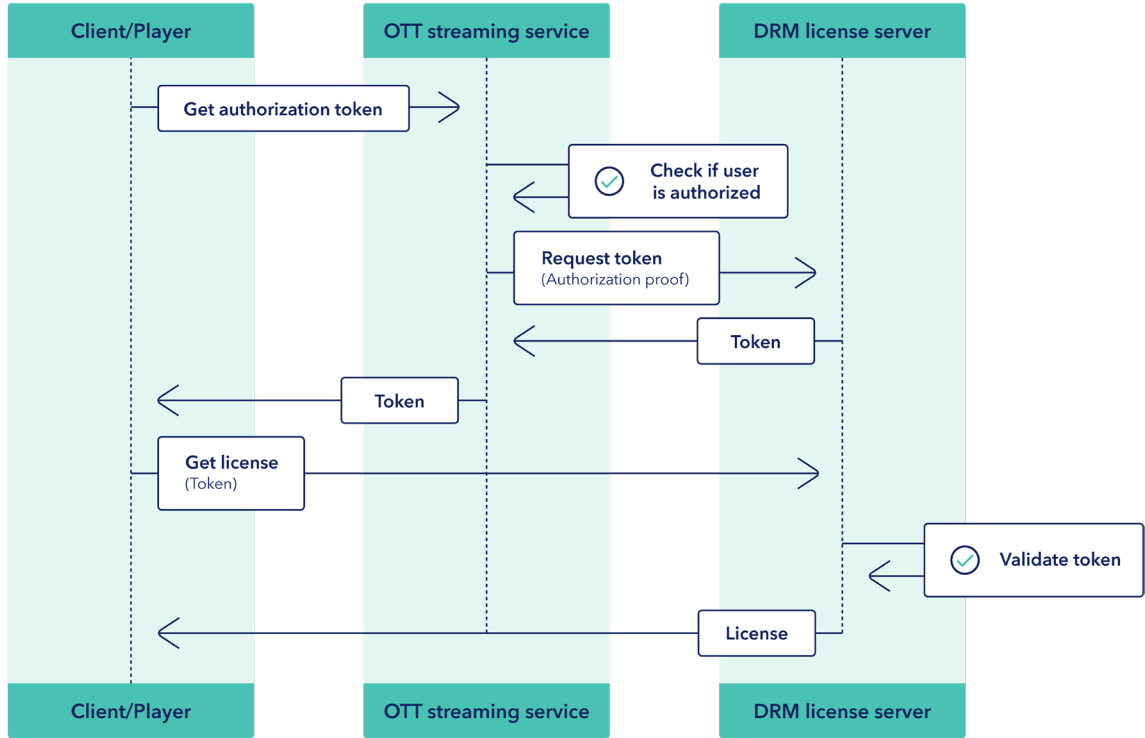 Client/Player
OTT streaming service
DRM license server
Get authorization token
Check if user
is authorized
Request token
(Authorization proof)
Token
Token
Get license
(Token)
Validate token
License
Client/Player
OTT streaming service
DRM license server